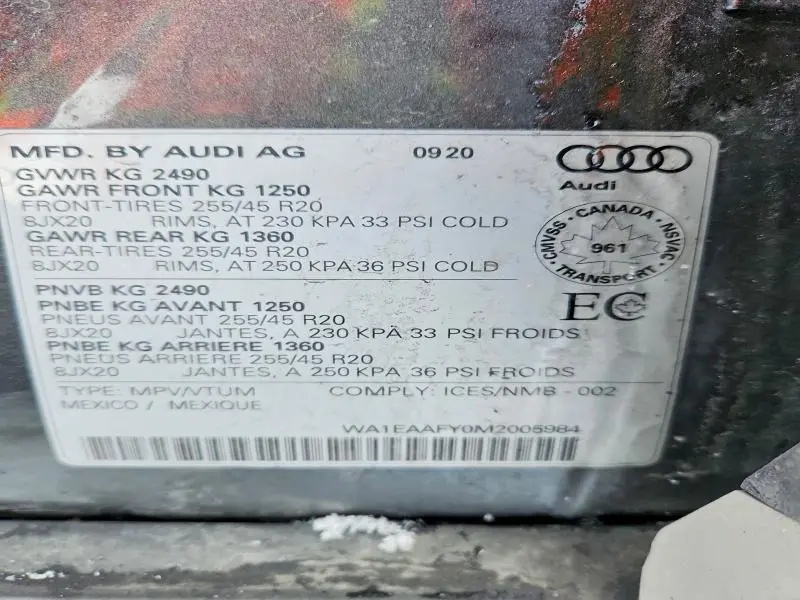 MFD. BY AUDI AG 0920
Audi
GVWR KG 2490
GAWR FRONT KG 1250
FRONT-TIRES 255/45 R20
8JX20 RIMS, AT 230 KPA 33 PSI COLD
GAWR REAR KG 1360
REAR-TIRES 255/45 R20
8JX20 RIMS, AT 250 KPA 36 PSI COLD
CMVSS · CANADA · NSVAC
961
TRANSPORT
EC
PNVB KG 2490
PNBE KG AVANT 1250
PNEUS AVANT 255/45 R20
8JX20 JANTES, A 230 KPA 33 PSI FROIDS
PNBE KG ARRIERE 1360
PNEUS ARRIERE 255/45 R20
8JX20 JANTES, A 250 KPA 36 PSI FROIDS
TYPE: MPV/VTUM COMPLY: ICES/NMB - 002
MEXICO / MEXIQUE
WA1EAAFY0M2005984